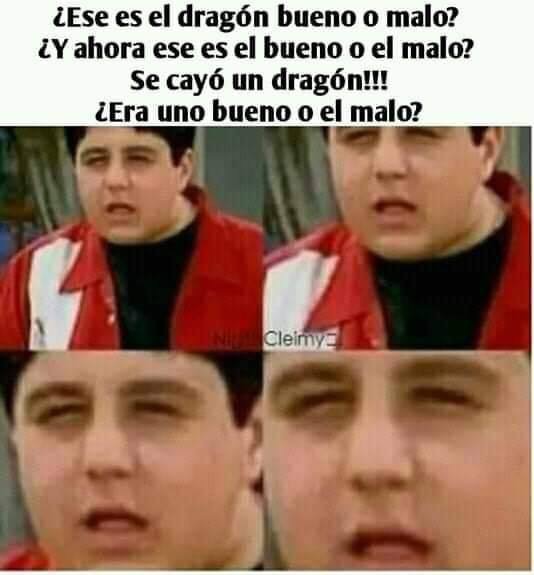 ¿Ese es el dragón bueno o malo?
¿Y ahora ese es el bueno o el malo?
Se cayó un dragón!!!
¿Era uno bueno o el malo?
Cleimy